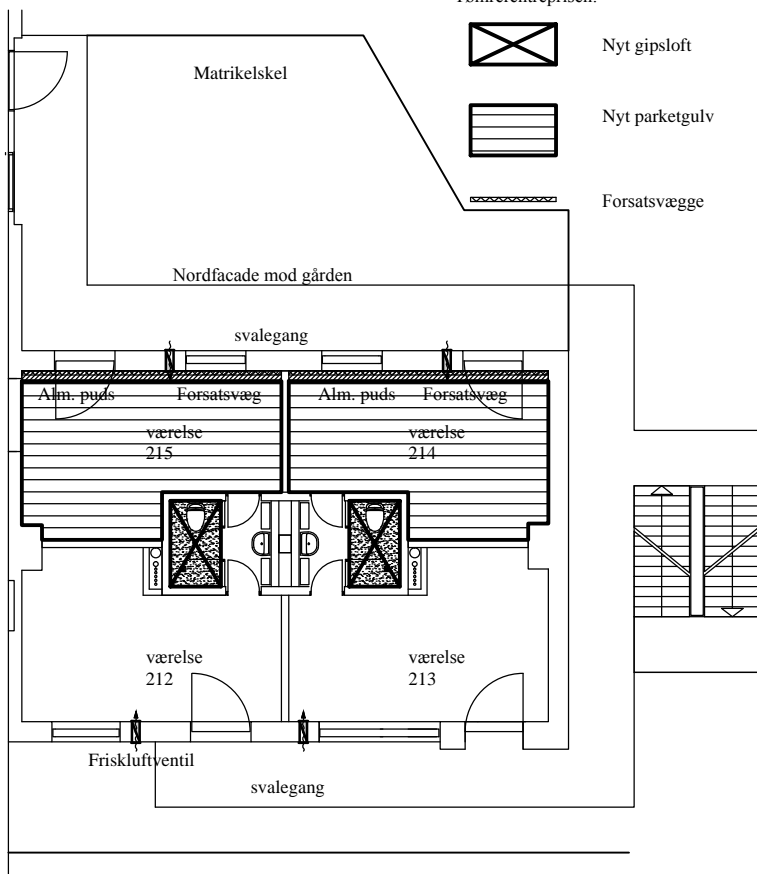 Tømrerentreprisen:
Nyt gipsloft
Matrikelskel
Nyt parketgulv
Forsatsvægge
Nordfacade mod gården
svalegang
Alm. puds
Forsatsvæg
Alm. puds
Forsatsvæg
værelse
215
værelse
214
værelse
212
værelse
213
Friskluftventil
svalegang